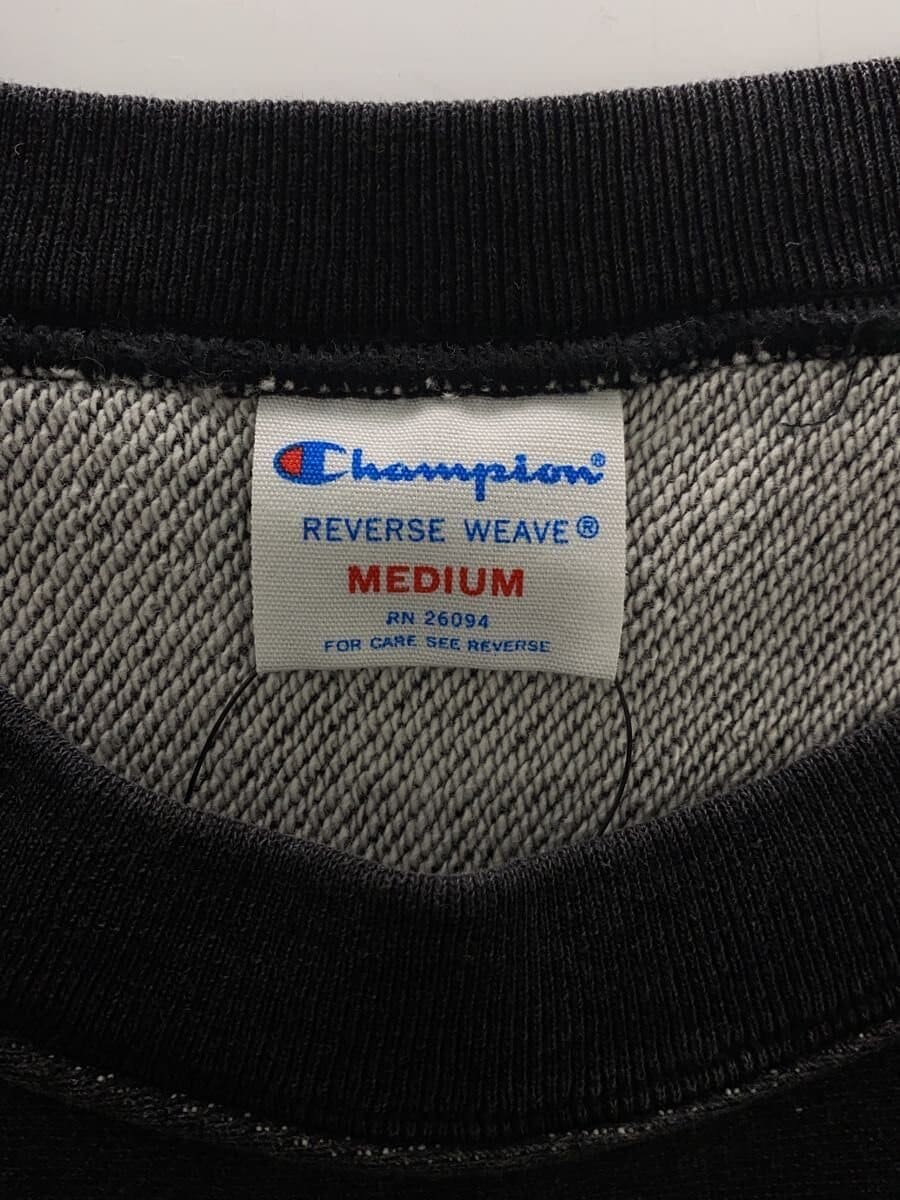 Champion®
REVERSE WEAVE®
MEDIUM
RN 26094
FOR CARE SEE REVERSE